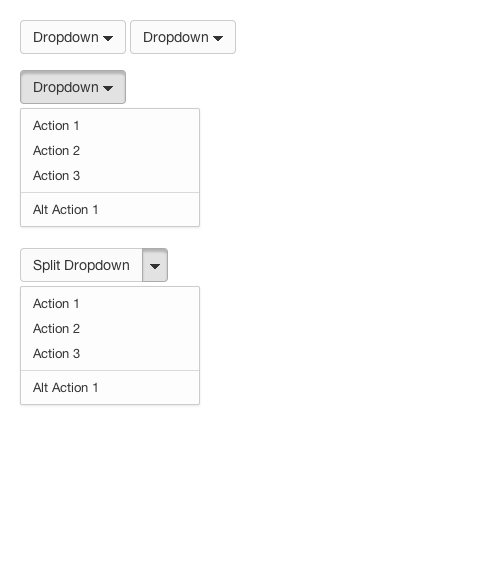 Dropdown Dropdown
Dropdown
Action 1
Action 2
Action 3
Alt Action 1
Split Dropdown
Action 1
Action 2
Action 3
Alt Action 1